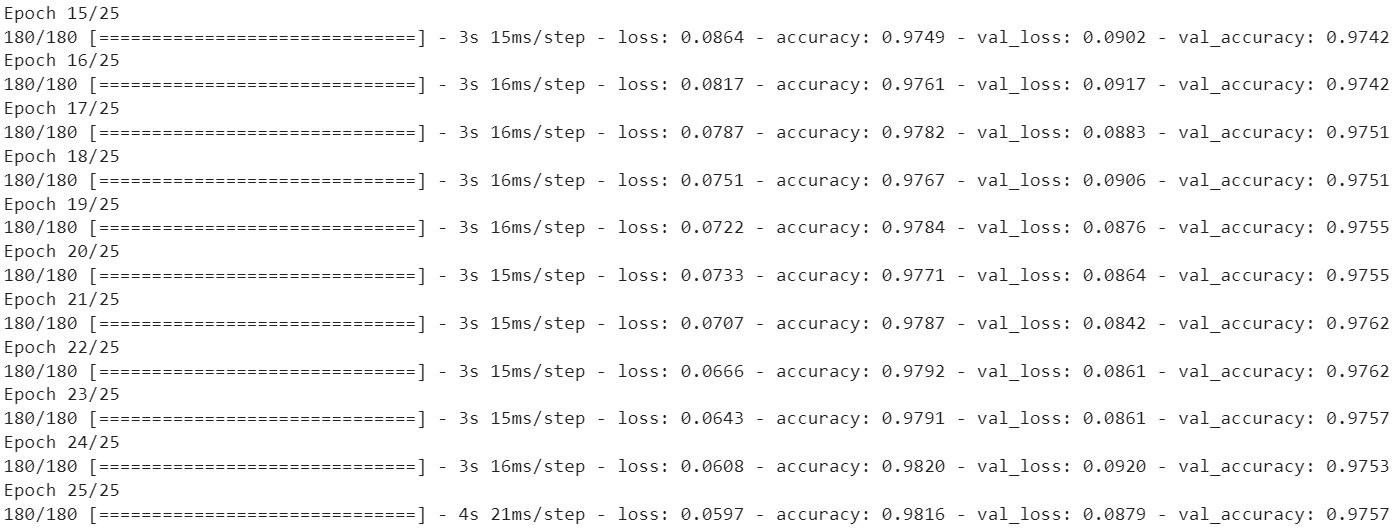 Epoch 15/25
180/180 [==============================] - 3s 15ms/step - loss: 0.0864 - accuracy: 0.9749 - val_loss: 0.0902 - val_accuracy: 0.9742
Epoch 16/25
180/180 [==============================] - 3s 16ms/step - loss: 0.0817 - accuracy: 0.9761 - val_loss: 0.0917 - val_accuracy: 0.9742
Epoch 17/25
180/180 [==============================] - 3s 16ms/step - loss: 0.0787 - accuracy: 0.9782 - val_loss: 0.0883 - val_accuracy: 0.9751
Epoch 18/25
180/180 [==============================] - 3s 16ms/step - loss: 0.0751 - accuracy: 0.9767 - val_loss: 0.0906 - val_accuracy: 0.9751
Epoch 19/25
180/180 [==============================] - 3s 16ms/step - loss: 0.0722 - accuracy: 0.9784 - val_loss: 0.0876 - val_accuracy: 0.9755
Epoch 20/25
180/180 [==============================] - 3s 15ms/step - loss: 0.0733 - accuracy: 0.9771 - val_loss: 0.0864 - val_accuracy: 0.9755
Epoch 21/25
180/180 [==============================] - 3s 15ms/step - loss: 0.0707 - accuracy: 0.9787 - val_loss: 0.0842 - val_accuracy: 0.9762
Epoch 22/25
180/180 [==============================] - 3s 15ms/step - loss: 0.0666 - accuracy: 0.9792 - val_loss: 0.0861 - val_accuracy: 0.9762
Epoch 23/25
180/180 [==============================] - 3s 15ms/step - loss: 0.0643 - accuracy: 0.9791 - val_loss: 0.0861 - val_accuracy: 0.9757
Epoch 24/25
180/180 [==============================] - 3s 16ms/step - loss: 0.0608 - accuracy: 0.9820 - val_loss: 0.0920 - val_accuracy: 0.9753
Epoch 25/25
180/180 [==============================] - 4s 21ms/step - loss: 0.0597 - accuracy: 0.9816 - val_loss: 0.0879 - val_accuracy: 0.9757